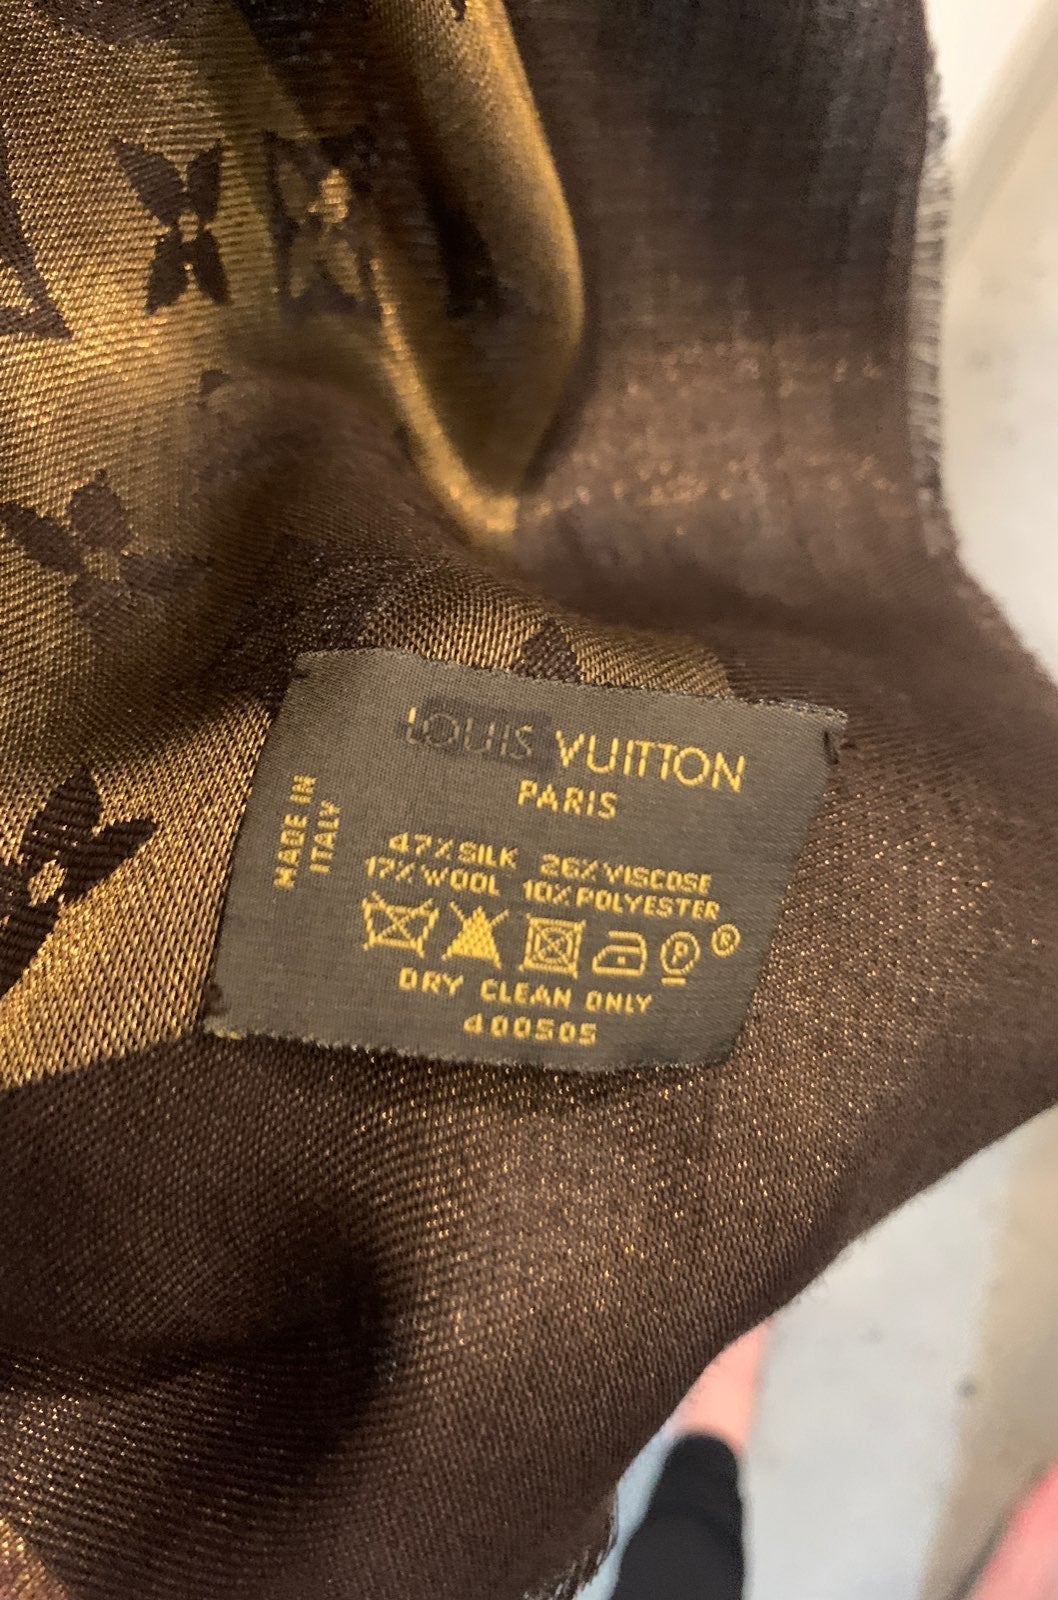 LOUIS VUITTON
PARIS
MADE IN
ITALY
47% SILK 26% VISCOSE
17% WOOL 10% POLYESTER
P ®
DRY CLEAN ONLY
400505